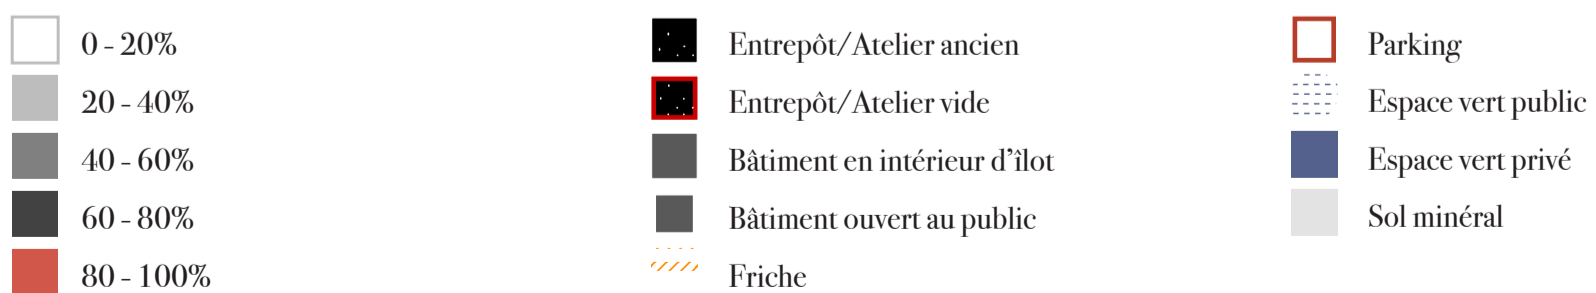 0 - 20%
20 - 40%
40 - 60%
60 - 80%
80 - 100%
Entrepôt/Atelier ancien
Entrepôt/Atelier vide
Bâtiment en intérieur d’îlot
Bâtiment ouvert au public
Friche
Parking
Espace vert public
Espace vert privé
Sol minéral